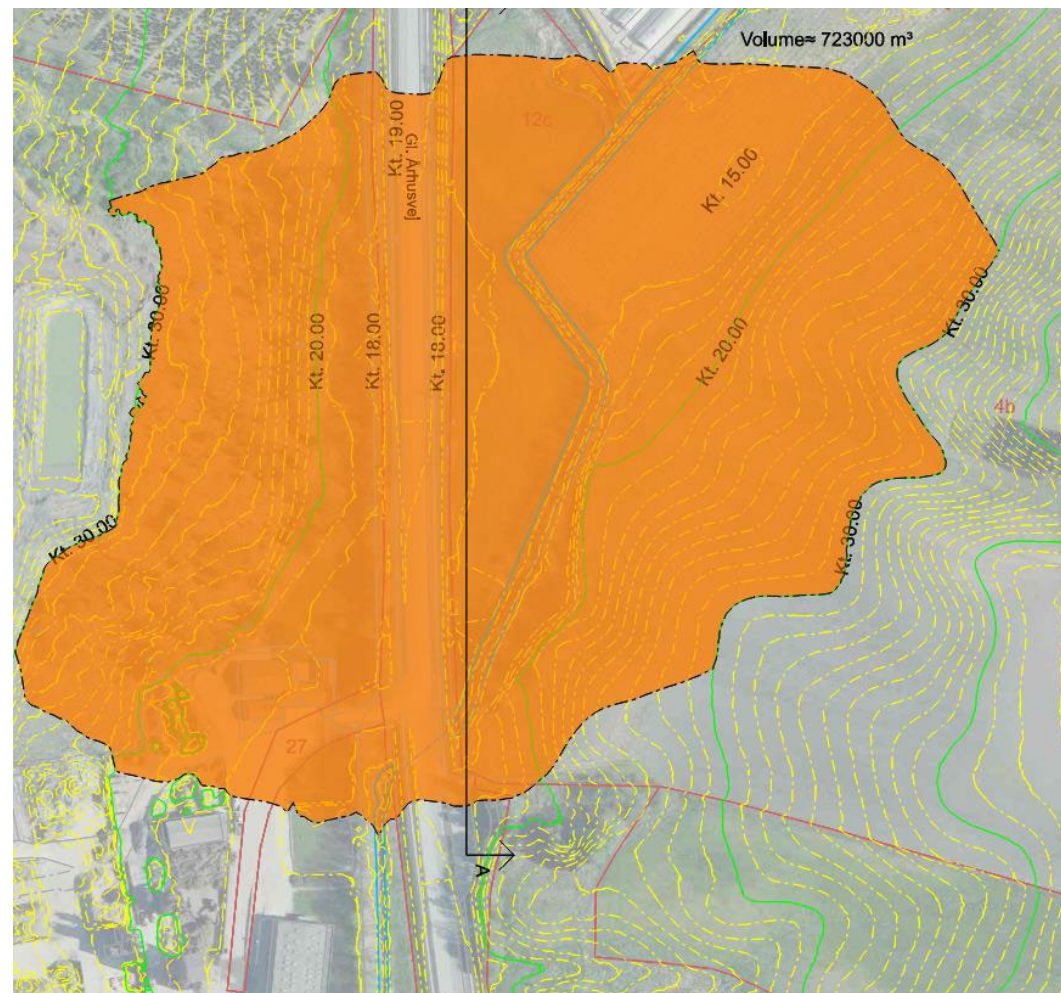 Volume≈ 723000 m³
12c
Kt. 19.00
Gl. Århusvej
Kt. 15.00
Kt. 30.00
Kt. 30.00
Kt. 20.00
Kt. 18.00
Kt. 18.00
Kt. 20.00
4b
Kt. 30.00
Kt. 30.00
27
A